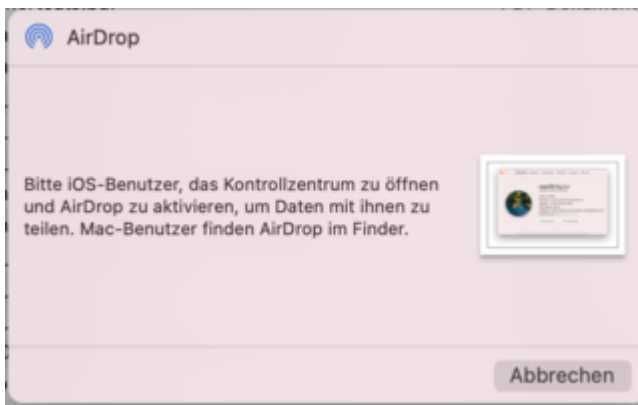 AirDrop
Bitte iOS-Benutzer, das Kontrollzentrum zu öffnen
und AirDrop zu aktivieren, um Daten mit ihnen zu
teilen. Mac-Benutzer finden AirDrop im Finder.
Abbrechen